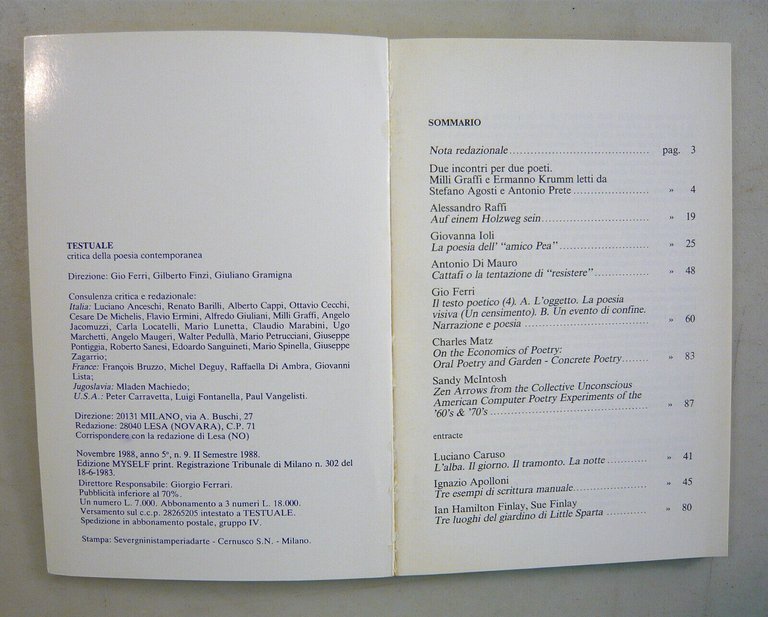 TESTUALE
critica della poesia contemporanea
Direzione: Gio Ferri, Gilberto Finzi, Giuliano Gramigna
Consulenza critica e redazionale:
Italia: Luciano Anceschi, Renato Barilli, Alberto Cappi, Ottavio Cecchi,
Cesare De Michelis, Flavio Ermini, Alfredo Giuliani, Milli Graffi, Angelo
Jacomuzzi, Carla Locatelli, Mario Lunetta, Claudio Marabini, Ugo
Marchetti, Angelo Maugeri, Walter Pedullà, Mario Petrucciani, Giuseppe
Pontiggia, Roberto Sanesi, Edoardo Sanguineti, Mario Spinella, Giuseppe
Zagarrio;
France: François Bruzzo, Michel Deguy, Raffaella Di Ambra, Giovanni
Lista;
Jugoslavia: Mladen Machiedo;
U.S.A.: Peter Carravetta, Luigi Fontanella, Paul Vangelisti.
Direzione: 20131 MILANO, via A. Buschi, 27
Redazione: 28040 LESA (NOVARA), C.P. 71
Corrispondere con la redazione di Lesa (NO)
Novembre 1988, anno 5°, n. 9. II Semestre 1988.
Edizione MYSELF print. Registrazione Tribunale di Milano n. 302 del
18-6-1983.
Direttore Responsabile: Giorgio Ferrari.
Pubblicità inferiore al 70%.
Un numero L. 7.000. Abbonamento a 3 numeri L. 18.000.
Versamento sul c.c.p. 28265205 intestato a TESTUALE.
Spedizione in abbonamento postale, gruppo IV.
Stampa: Severgninistamperiadarte - Cernusco S.N. - Milano.
SOMMARIO
Nota redazionale ........................................ pag. 3
Due incontri per due poeti.
Milli Graffi e Ermanno Krumm letti da
Stefano Agosti e Antonio Prete ...................... » 4
Alessandro Raffi
Auf einem Holzweg sein ............................... » 19
Giovanna Ioli
La poesia dell' "amico Pea" ......................... » 25
Antonio Di Mauro
Cattafi o la tentazione di "resistere" ............... » 48
Gio Ferri
Il testo poetico (4). A. L'oggetto. La poesia
visiva (Un censimento). B. Un evento di confine.
Narrazione e poesia ................................... » 60
Charles Matz
On the Economics of Poetry:
Oral Poetry and Garden - Concrete Poetry ........ » 83
Sandy McIntosh
Zen Arrows from the Collective Unconscious
American Computer Poetry Experiments of the
'60's & '70's ............................................ » 87
entracte
Luciano Caruso
L'alba. Il giorno. Il tramonto. La notte ............ » 41
Ignazio Apolloni
Tre esempi di scrittura manuale ..................... » 45
Ian Hamilton Finlay, Sue Finlay
Tre luoghi del giardino di Little Sparta ............ » 80